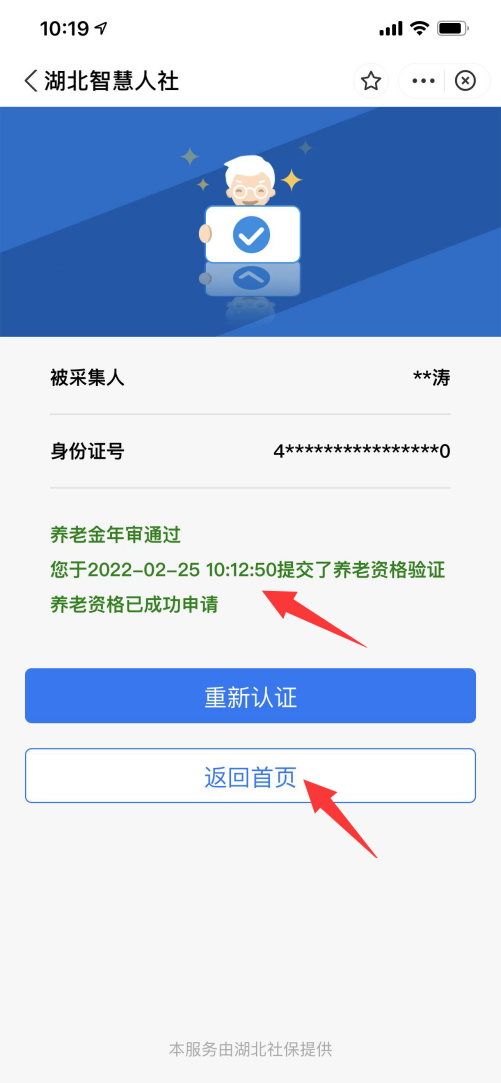 10:19
湖北智慧人社
被采集人
**涛
身份证号
4****************0
养老金年审通过
您于2022-02-25 10:12:50提交了养老资格验证
养老资格已成功申请
重新认证
返回首页
本服务由湖北社保提供